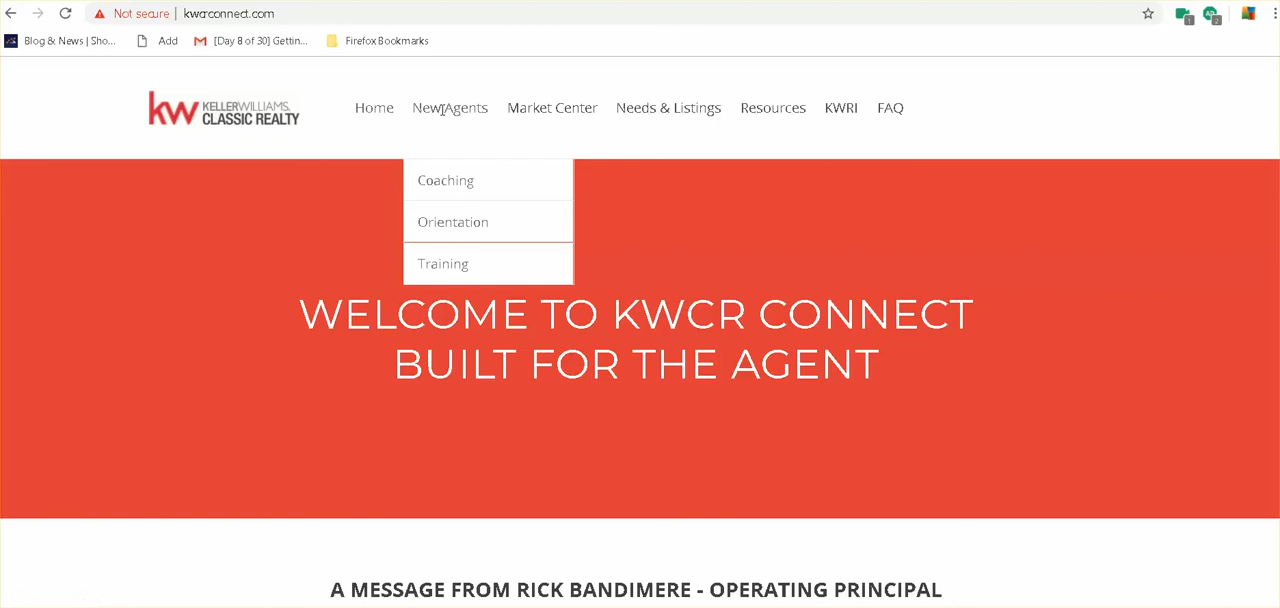 Not secure | kwcrconnect.com
Blog & News | Sho... Add [Day 8 of 30] Gettin... Firefox Bookmarks
kw KELLERWILLIAMS. CLASSIC REALTY
Home New Agents Market Center Needs & Listings Resources KWRI FAQ
Coaching
Orientation
Training
WELCOME TO KWCR CONNECT
BUILT FOR THE AGENT
A MESSAGE FROM RICK BANDIMERE - OPERATING PRINCIPAL